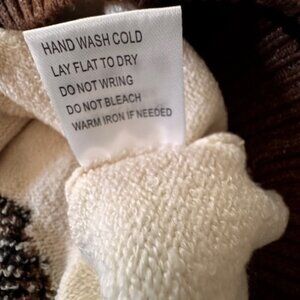 HAND WASH COLD
LAY FLAT TO DRY
DO NOT WRING
DO NOT BLEACH
WARM IRON IF NEEDED